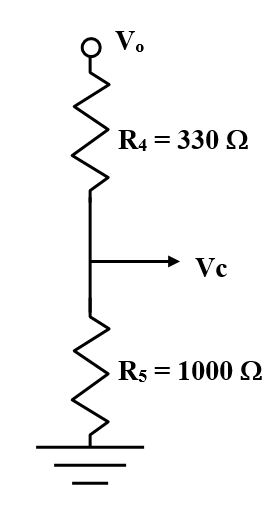 Vₒ
R₄ = 330 Ω
Vc
R₅ = 1000 Ω